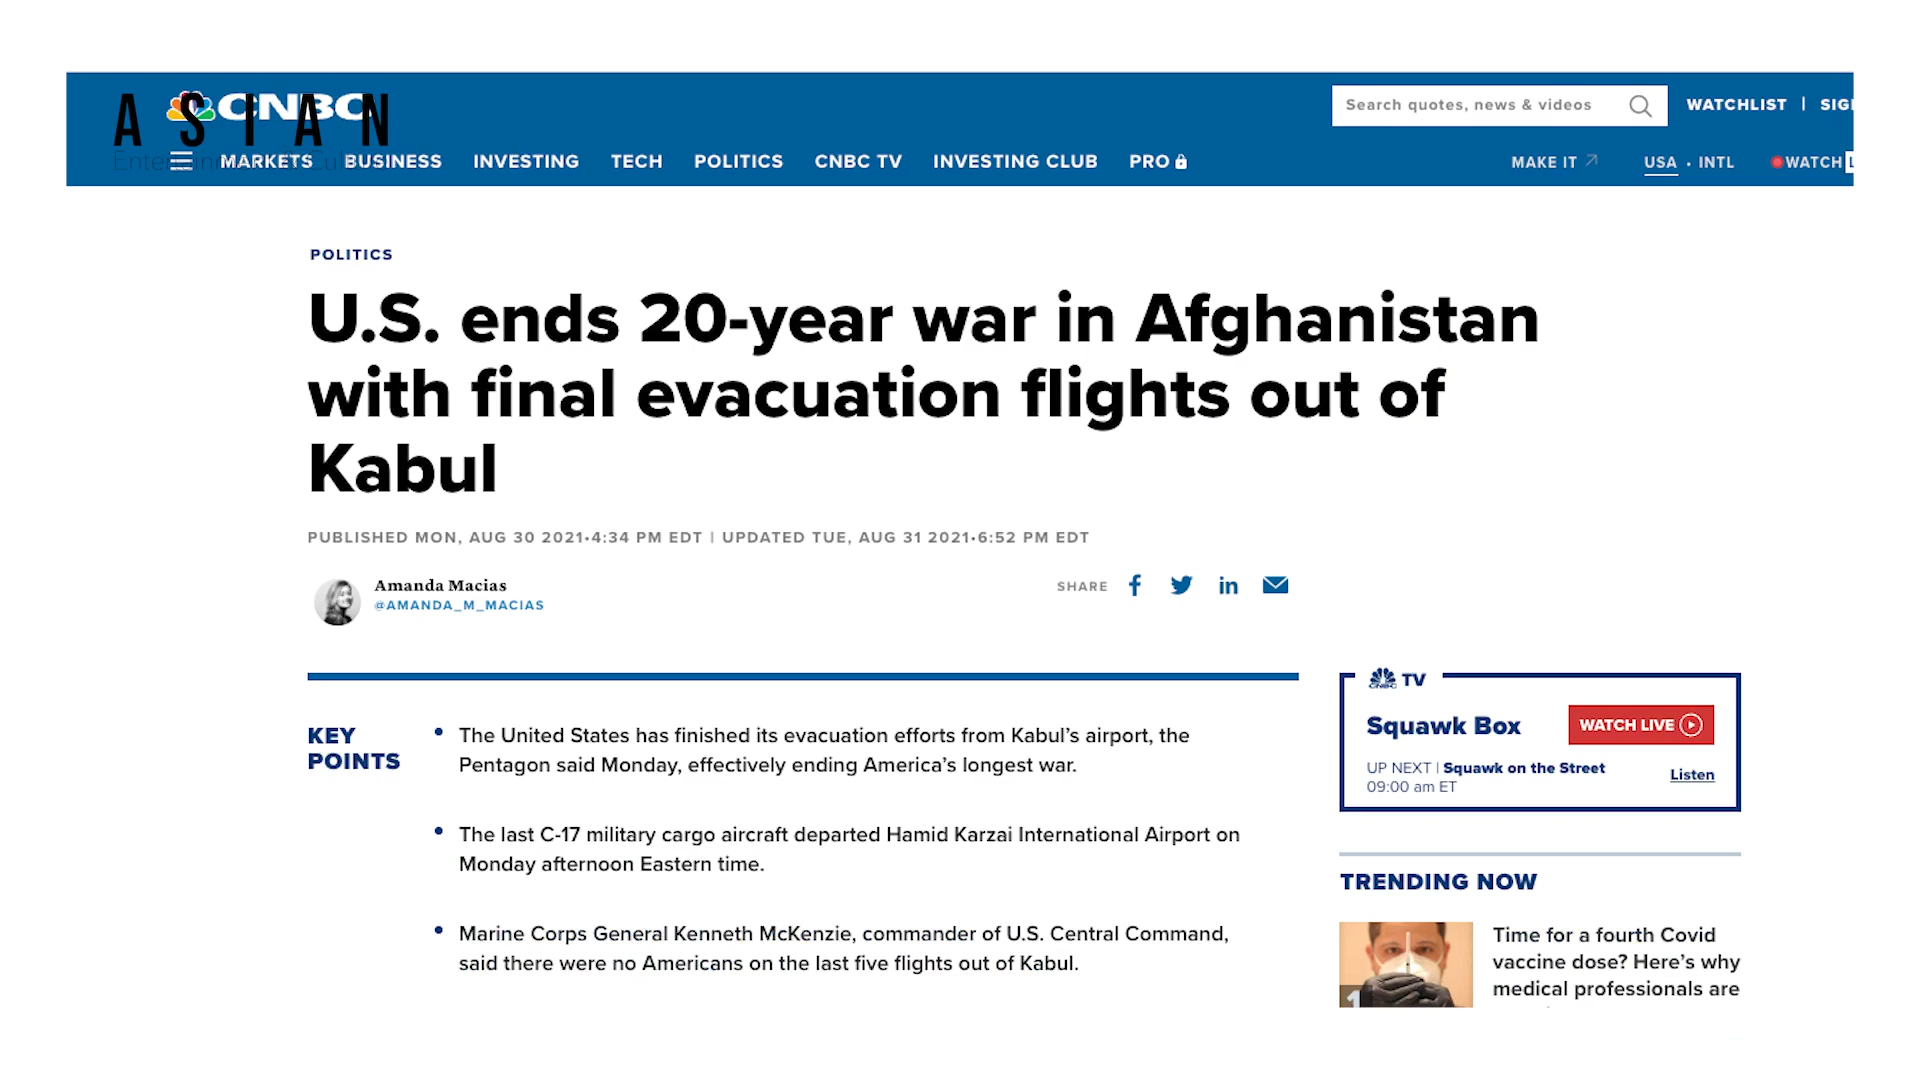 ASIAN
CNBC
Search quotes, news & videos
WATCHLIST | SIG
MARKETS BUSINESS INVESTING TECH POLITICS CNBC TV INVESTING CLUB PRO
MAKE IT USA • INTL WATCH L
POLITICS
U.S. ends 20-year war in Afghanistan
with final evacuation flights out of
Kabul
PUBLISHED MON, AUG 30 2021•4:34 PM EDT | UPDATED TUE, AUG 31 2021•6:52 PM EDT
Amanda Macias
@AMANDA_M_MACIAS
SHARE
KEY
POINTS
• The United States has finished its evacuation efforts from Kabul’s airport, the
Pentagon said Monday, effectively ending America’s longest war.
• The last C-17 military cargo aircraft departed Hamid Karzai International Airport on
Monday afternoon Eastern time.
• Marine Corps General Kenneth McKenzie, commander of U.S. Central Command,
said there were no Americans on the last five flights out of Kabul.
CNBC TV
Squawk Box
WATCH LIVE
UP NEXT | Squawk on the Street
09:00 am ET
Listen
TRENDING NOW
1
Time for a fourth Covid
vaccine dose? Here’s why
medical professionals are